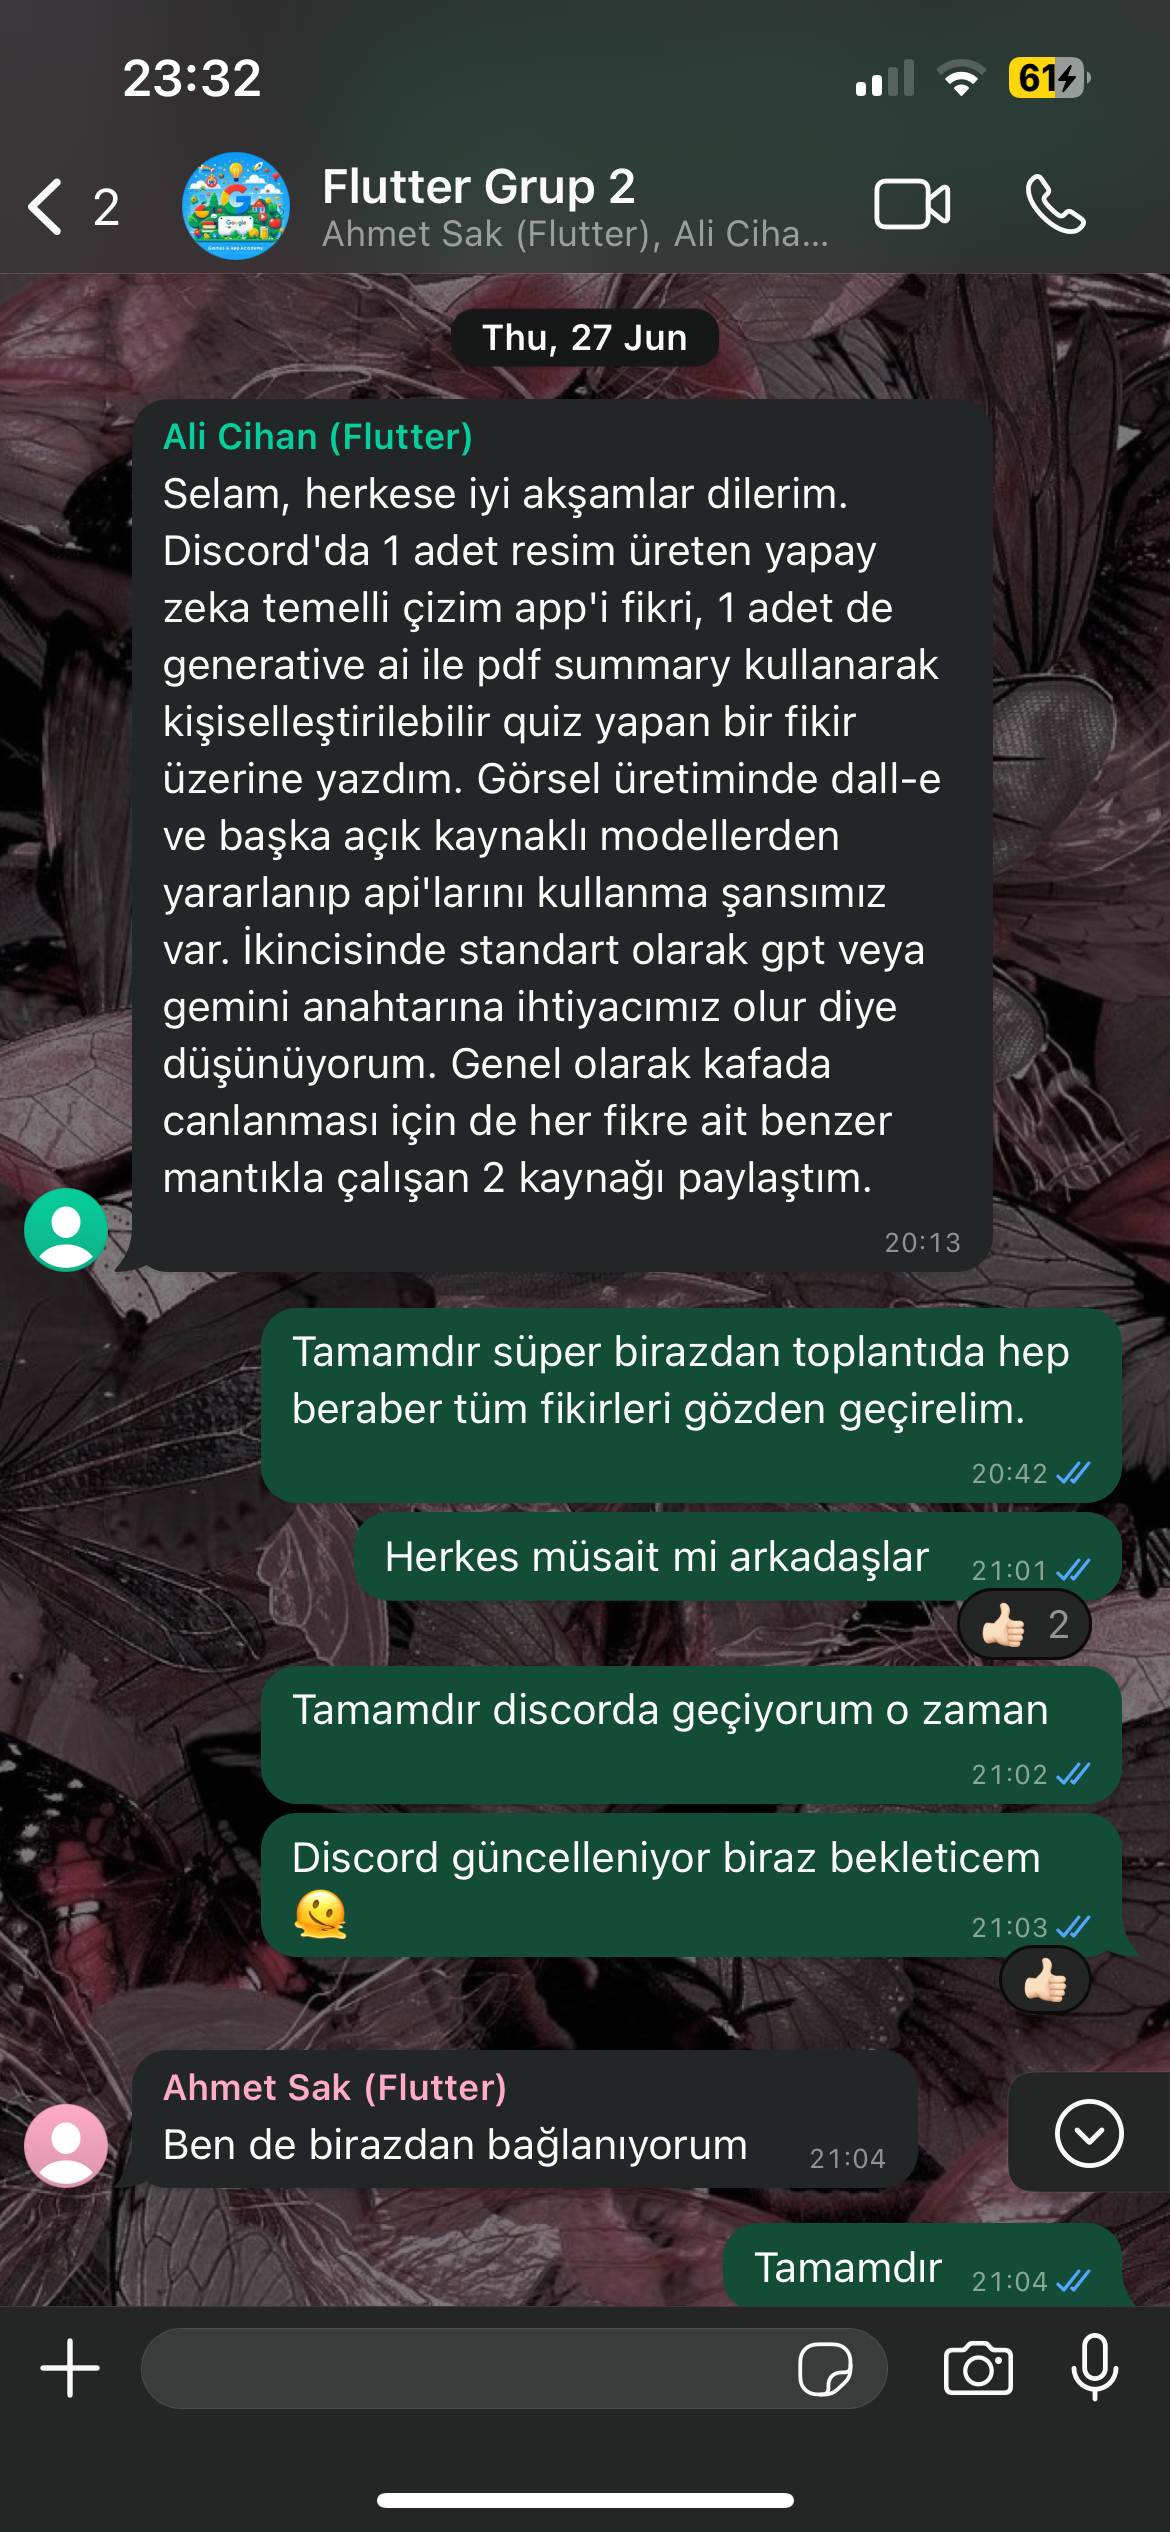 23:32
61
2
Flutter Grup 2
Ahmet Sak (Flutter), Ali Ciha...
Google
Games & App Academy
Thu, 27 Jun
Ali Cihan (Flutter)
Selam, herkese iyi akşamlar dilerim.
Discord'da 1 adet resim üreten yapay
zeka temelli çizim app'i fikri, 1 adet de
generative ai ile pdf summary kullanarak
kişiselleştirilebilir quiz yapan bir fikir
üzerine yazdım. Görsel üretiminde dall-e
ve başka açık kaynaklı modellerden
yararlanıp api'larını kullanma şansımız
var. İkincisinde standart olarak gpt veya
gemini anahtarına ihtiyacımız olur diye
düşünüyorum. Genel olarak kafada
canlanması için de her fikre ait benzer
mantıkla çalışan 2 kaynağı paylaştım.
20:13
Tamamdır süper birazdan toplantıda hep
beraber tüm fikirleri gözden geçirelim.
20:42
Herkes müsait mi arkadaşlar 21:01
👍🏻 2
Tamamdır discorda geçiyorum o zaman
21:02
Discord güncelleniyor biraz bekleticem
🫠 21:03
👍🏻
Ahmet Sak (Flutter)
Ben de birazdan bağlanıyorum 21:04
Tamamdır 21:04